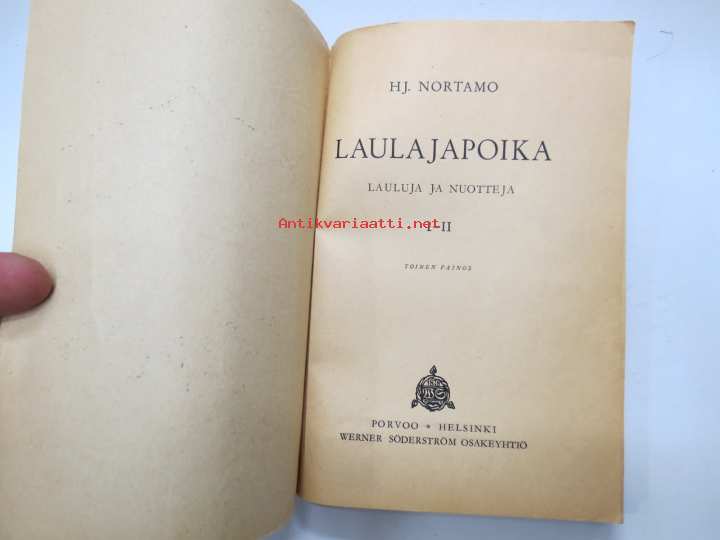 HJ. NORTAMO
LAULAJAPOIKA
LAULUJA JA NUOTTEJA
Antikvariaatti.net
I-II
TOINEN PAINOS
PORVOO * HELSINKI
WERNER SÖDERSTRÖM OSAKEYHTIÖ